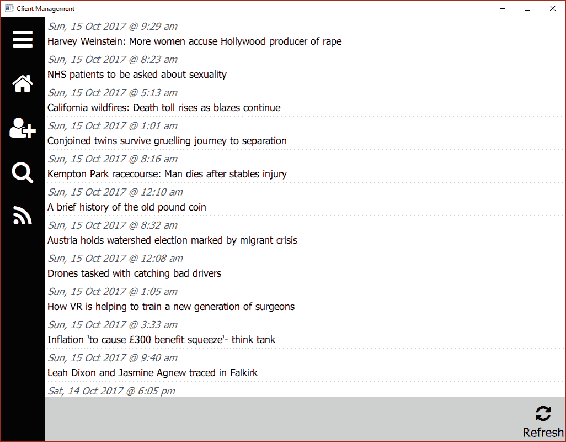 Client Management
Sun, 15 Oct 2017 @ 9:29 am
Harvey Weinstein: More women accuse Hollywood producer of rape
Sun, 15 Oct 2017 @ 8:23 am
NHS patients to be asked about sexuality
Sun, 15 Oct 2017 @ 5:13 am
California wildfires: Death toll rises as blazes continue
Sun, 15 Oct 2017 @ 1:01 am
Conjoined twins survive gruelling journey to separation
Sun, 15 Oct 2017 @ 8:16 am
Kempton Park racecourse: Man dies after stables injury
Sun, 15 Oct 2017 @ 12:10 am
A brief history of the old pound coin
Sun, 15 Oct 2017 @ 8:32 am
Austria holds watershed election marked by migrant crisis
Sun, 15 Oct 2017 @ 12:08 am
Drones tasked with catching bad drivers
Sun, 15 Oct 2017 @ 1:05 am
How VR is helping to train a new generation of surgeons
Sun, 15 Oct 2017 @ 3:33 am
Inflation 'to cause £300 benefit squeeze'- think tank
Sun, 15 Oct 2017 @ 9:40 am
Leah Dixon and Jasmine Agnew traced in Falkirk
Sat, 14 Oct 2017 @ 6:05 pm
Refresh